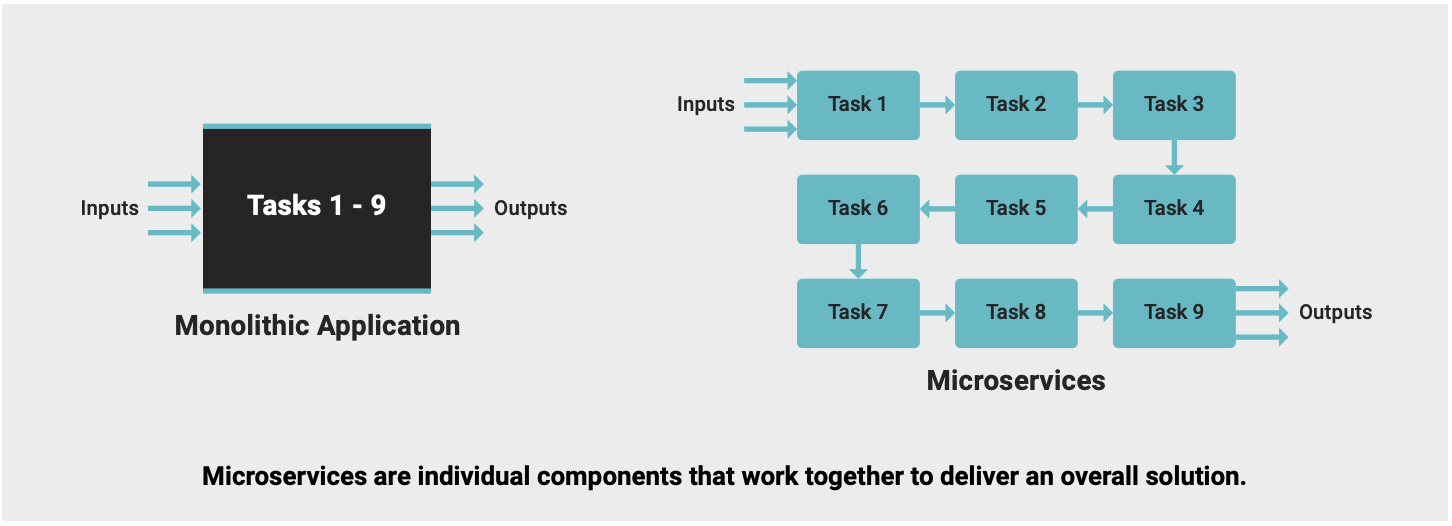 Inputs
Tasks 1 - 9
Outputs
Monolithic Application
Inputs
Task 1
Task 2
Task 3
Task 6
Task 5
Task 4
Task 7
Task 8
Task 9
Outputs
Microservices
Microservices are individual components that work together to deliver an overall solution.